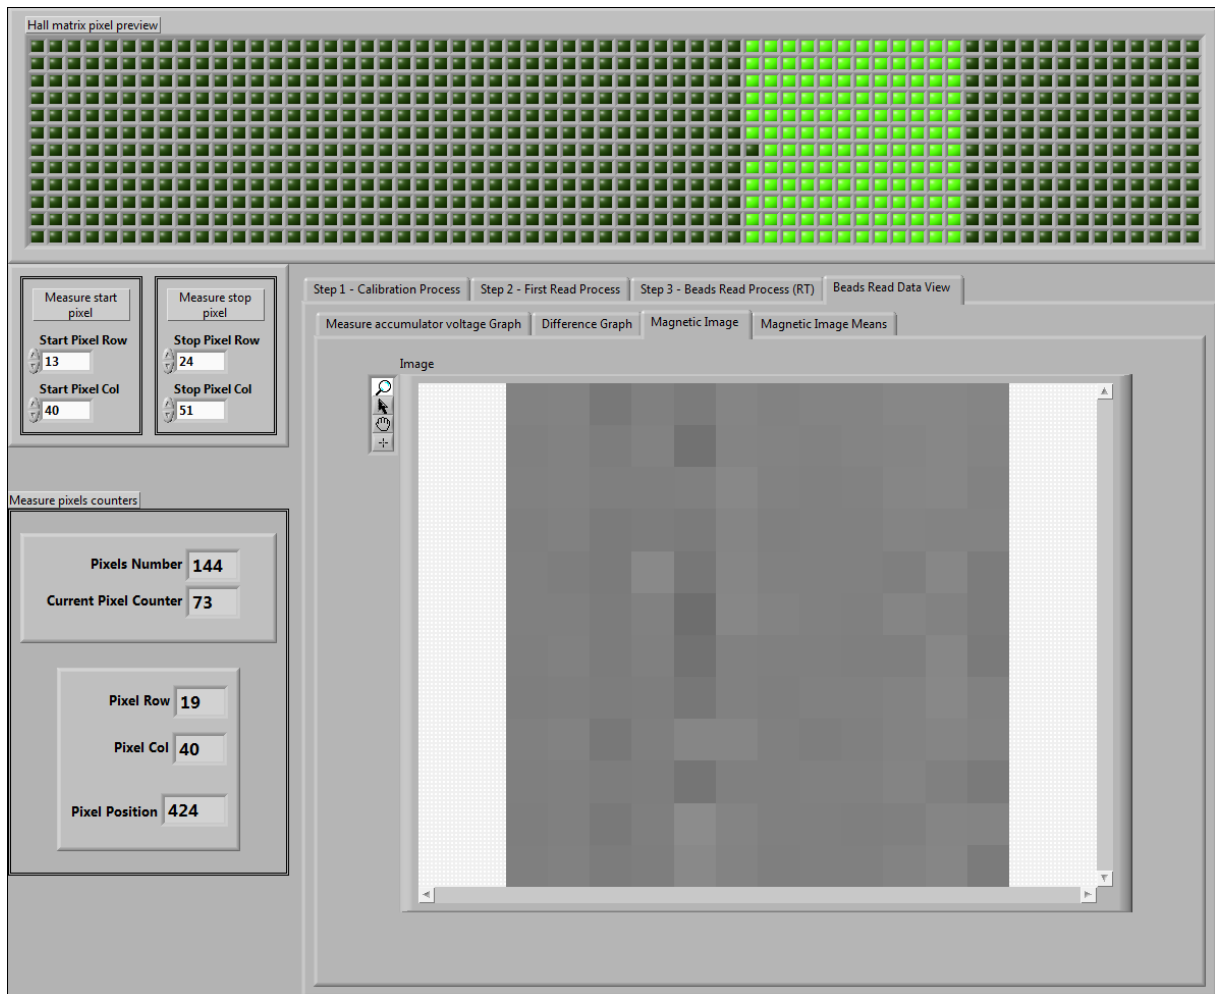 Hall matrix pixel preview
Measure start
pixel
Start Pixel Row
13
Start Pixel Col
40
Measure stop
pixel
Stop Pixel Row
24
Stop Pixel Col
51
Measure pixels counters
Pixels Number 144
Current Pixel Counter 73
Pixel Row 19
Pixel Col 40
Pixel Position 424
Step 1 - Calibration Process Step 2 - First Read Process Step 3 - Beads Read Process (RT) Beads Read Data View
Measure accumulator voltage Graph Difference Graph Magnetic Image Magnetic Image Means
Image